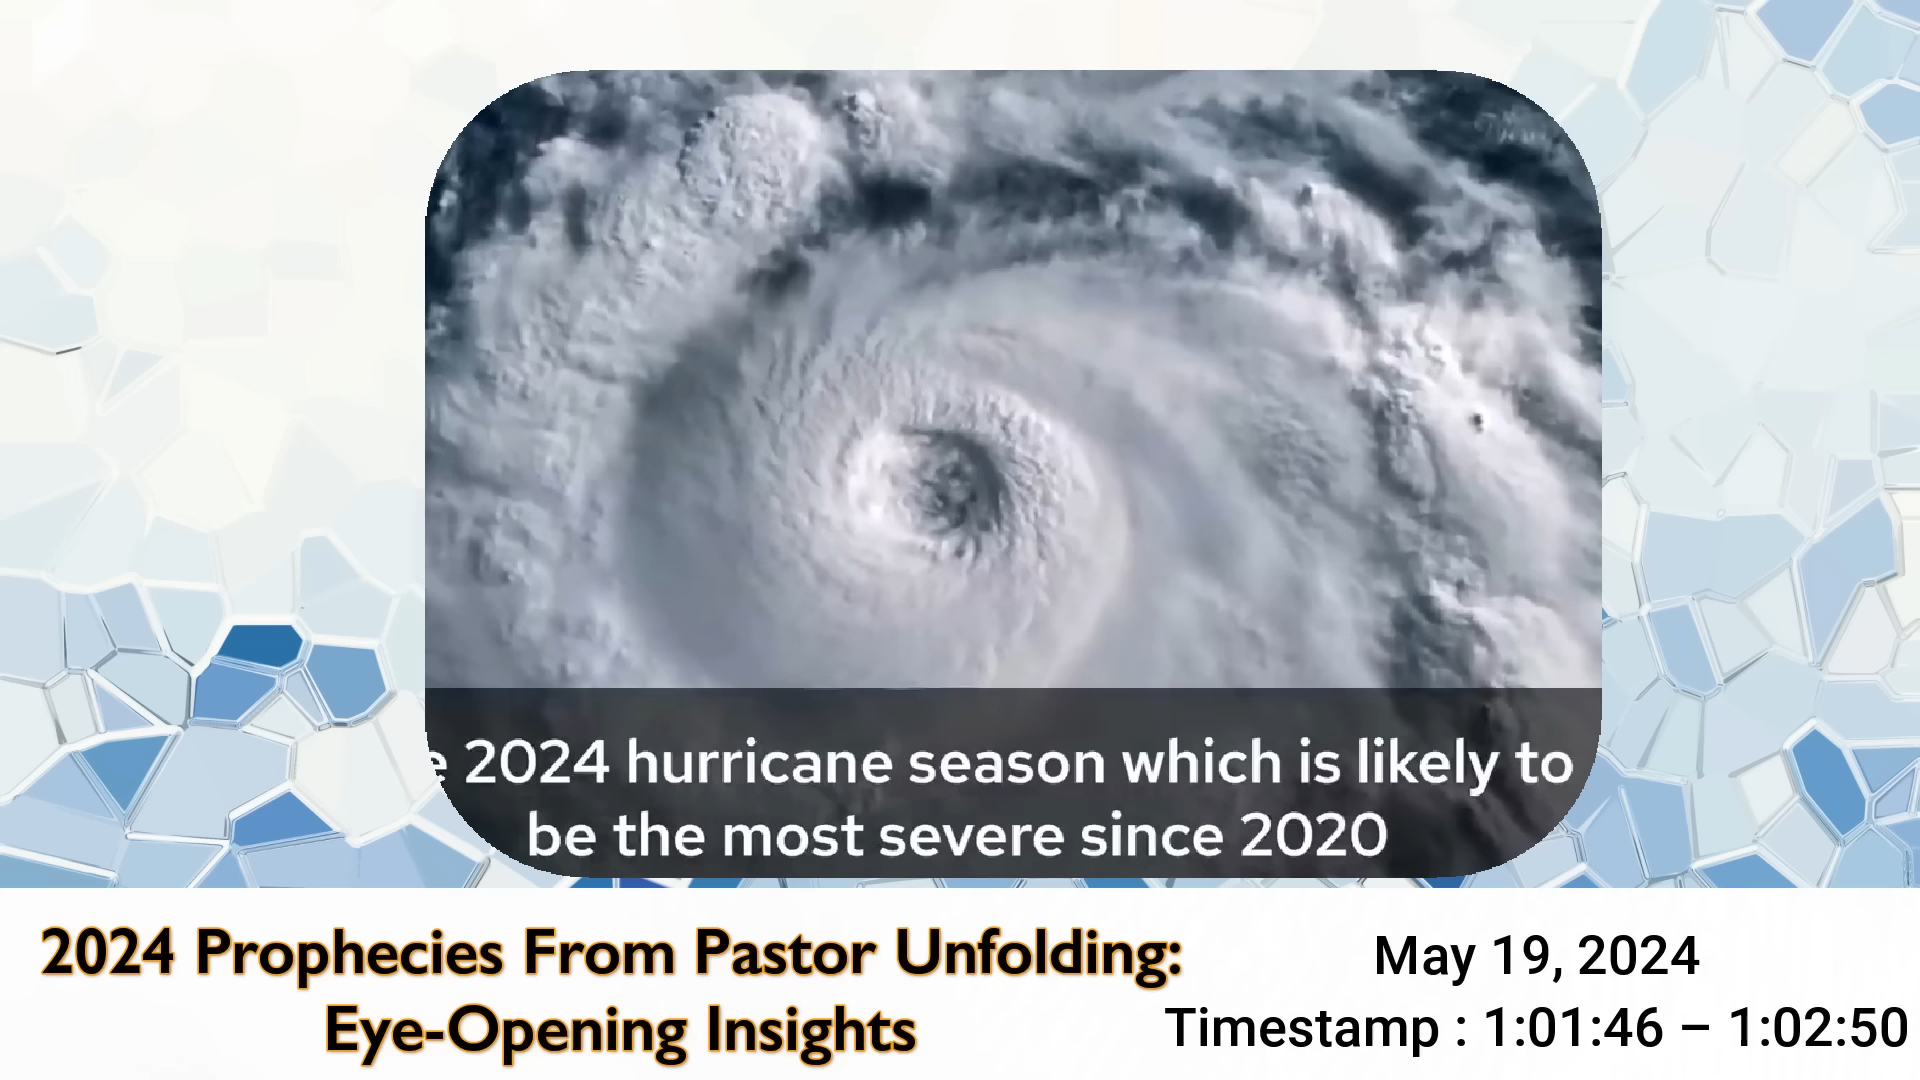 e 2024 hurricane season which is likely to
be the most severe since 2020
2024 Prophecies From Pastor Unfolding:
Eye-Opening Insights
May 19, 2024
Timestamp : 1:01:46 – 1:02:50